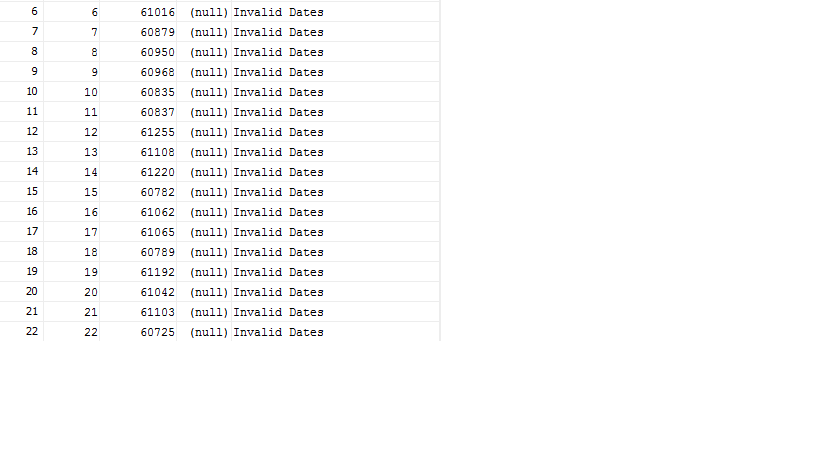 6 6 61016 (null) Invalid Dates
7 7 60879 (null) Invalid Dates
8 8 60950 (null) Invalid Dates
9 9 60968 (null) Invalid Dates
10 10 60835 (null) Invalid Dates
11 11 60837 (null) Invalid Dates
12 12 61255 (null) Invalid Dates
13 13 61108 (null) Invalid Dates
14 14 61220 (null) Invalid Dates
15 15 60782 (null) Invalid Dates
16 16 61062 (null) Invalid Dates
17 17 61065 (null) Invalid Dates
18 18 60789 (null) Invalid Dates
19 19 61192 (null) Invalid Dates
20 20 61042 (null) Invalid Dates
21 21 61103 (null) Invalid Dates
22 22 60725 (null) Invalid Dates